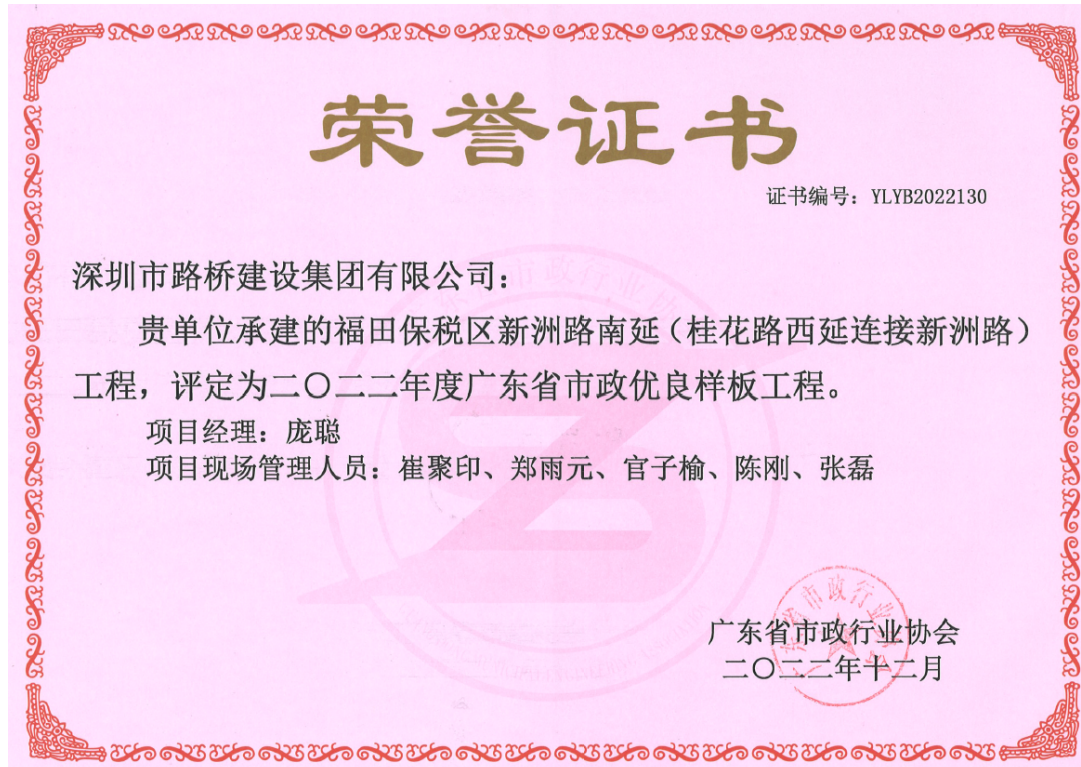 荣誉证书
证书编号：YLYB2022130
深圳市路桥建设集团有限公司：
贵单位承建的福田保税区新洲路南延（桂花路西延连接新洲路）
工程，评定为二〇二二年度广东省市政优良样板工程。
项目经理：庞聪
项目现场管理人员：崔聚印、郑雨元、官子榆、陈刚、张磊
广东省市政行业协会
二〇二二年十二月